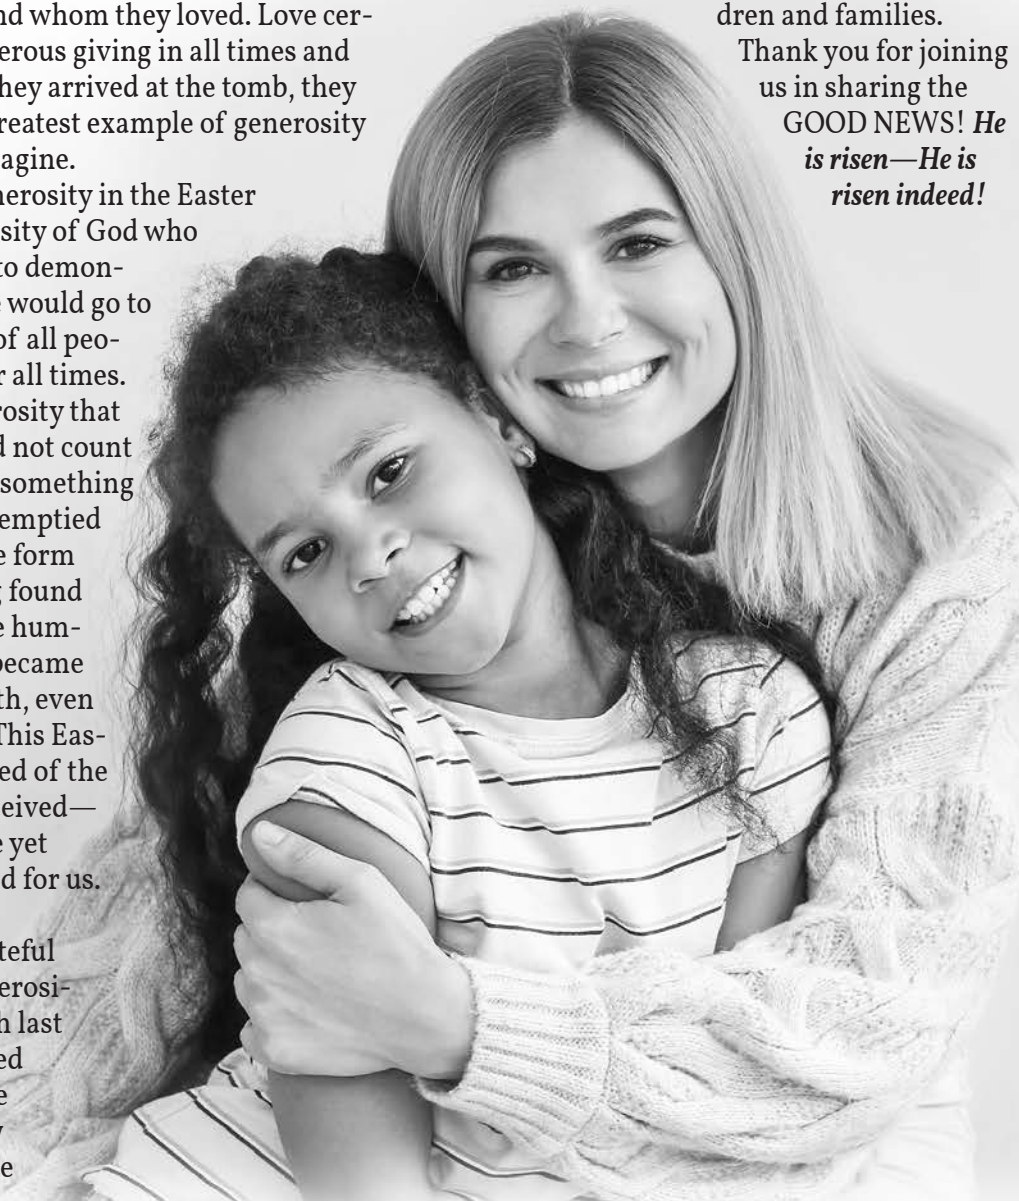 nd whom they loved. Love cer-
erous giving in all times and
hey arrived at the tomb, they
reatest example of generosity
agine.
nerosity in the Easter
sity of God who
to demon-
e would go to
of all peo-
r all times.
rosity that
d not count
something
emptied
e form
g found
e hum-
became
th, even
This Eas-
ed of the
eived—
e yet
d for us.
teful
erosi-
h last
ed
e
y
e
dren and families.
Thank you for joining
us in sharing the
GOOD NEWS! He
is risen—He is
risen indeed!